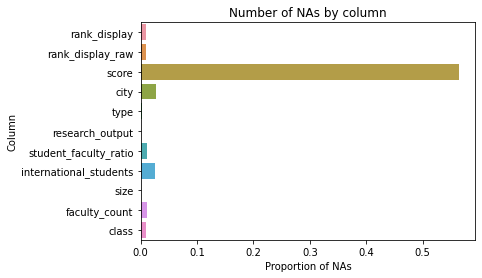 Number of NAs by column
rank_display
rank_display_raw
score
city
type
research_output
student_faculty_ratio
international_students
size
faculty_count
class
Column
0.0 0.1 0.2 0.3 0.4 0.5
Proportion of NAs